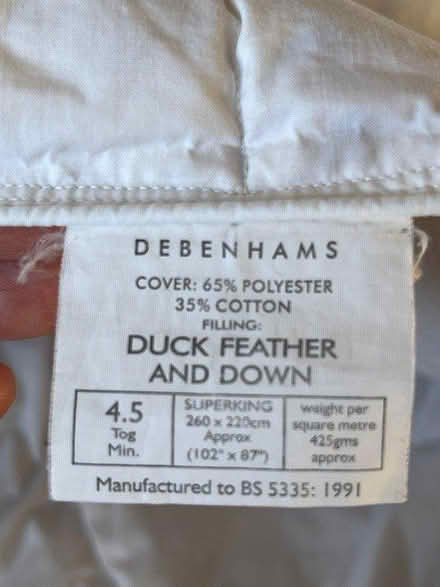 DEBENHAMS
COVER: 65% POLYESTER
35% COTTON
FILLING:
DUCK FEATHER
AND DOWN
4.5
Tog
Min.
SUPERKING
260 x 220cm
Approx
(102" x 87")
weight per
square metre
425gms
approx
Manufactured to BS 5335: 1991